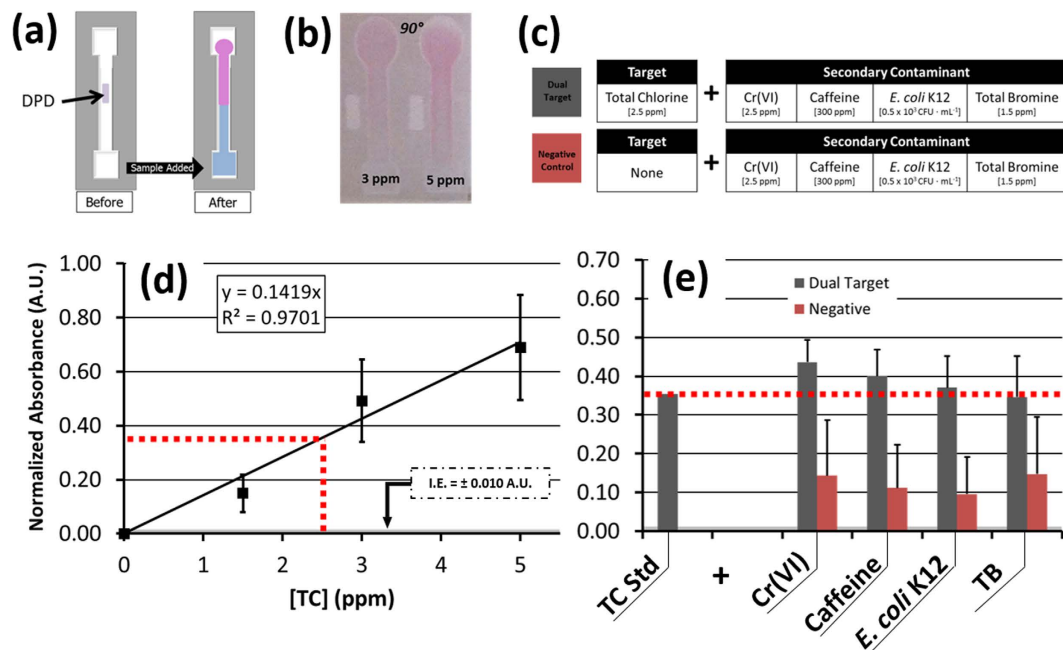 (a)
DPD
Sample Added
Before
After
(b)
90°
3 ppm
5 ppm
(c)
Dual
Target
Target
Secondary Contaminant
Total Chlorine
[2.5 ppm]
+
Cr(VI)
[2.5 ppm]
Caffeine
[300 ppm]
E. coli K12
[0.5 x 10³ CFU - mL⁻¹]
Total Bromine
[1.5 ppm]
Negative
Control
Target
Secondary Contaminant
None
+
Cr(VI)
[2.5 ppm]
Caffeine
[300 ppm]
E. coli K12
[0.5 x 10³ CFU - mL⁻¹]
Total Bromine
[1.5 ppm]
(d)
Normalized Absorbance (A.U.)
1.00
0.80
0.60
0.40
0.20
0.00
y = 0.1419x
R² = 0.9701
I.E. = ± 0.010 A.U.
0 1 2 3 4 5
[TC] (ppm)
(e)
0.70
0.60
0.50
0.40
0.30
0.20
0.10
0.00
Dual Target
Negative
TC Std
+
Cr(VI)
Caffeine
E. coli K12
TB